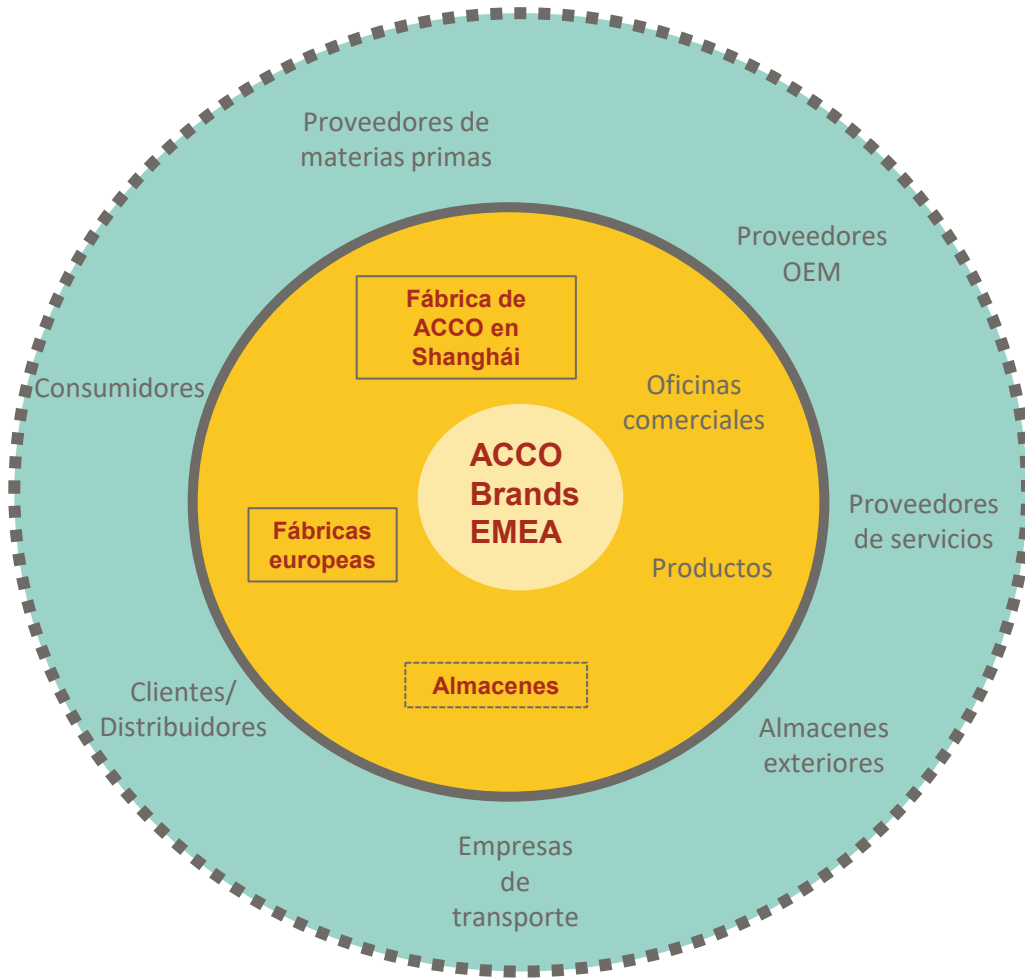 Proveedores de
materias primas
Proveedores
OEM
Fábrica de
ACCO en
Shanghái
Consumidores
Oficinas
comerciales
ACCO
Brands
EMEA
Proveedores
de servicios
Fábricas
europeas
Productos
Almacenes
Clientes/
Distribuidores
Almacenes
exteriores
Empresas
de
transporte